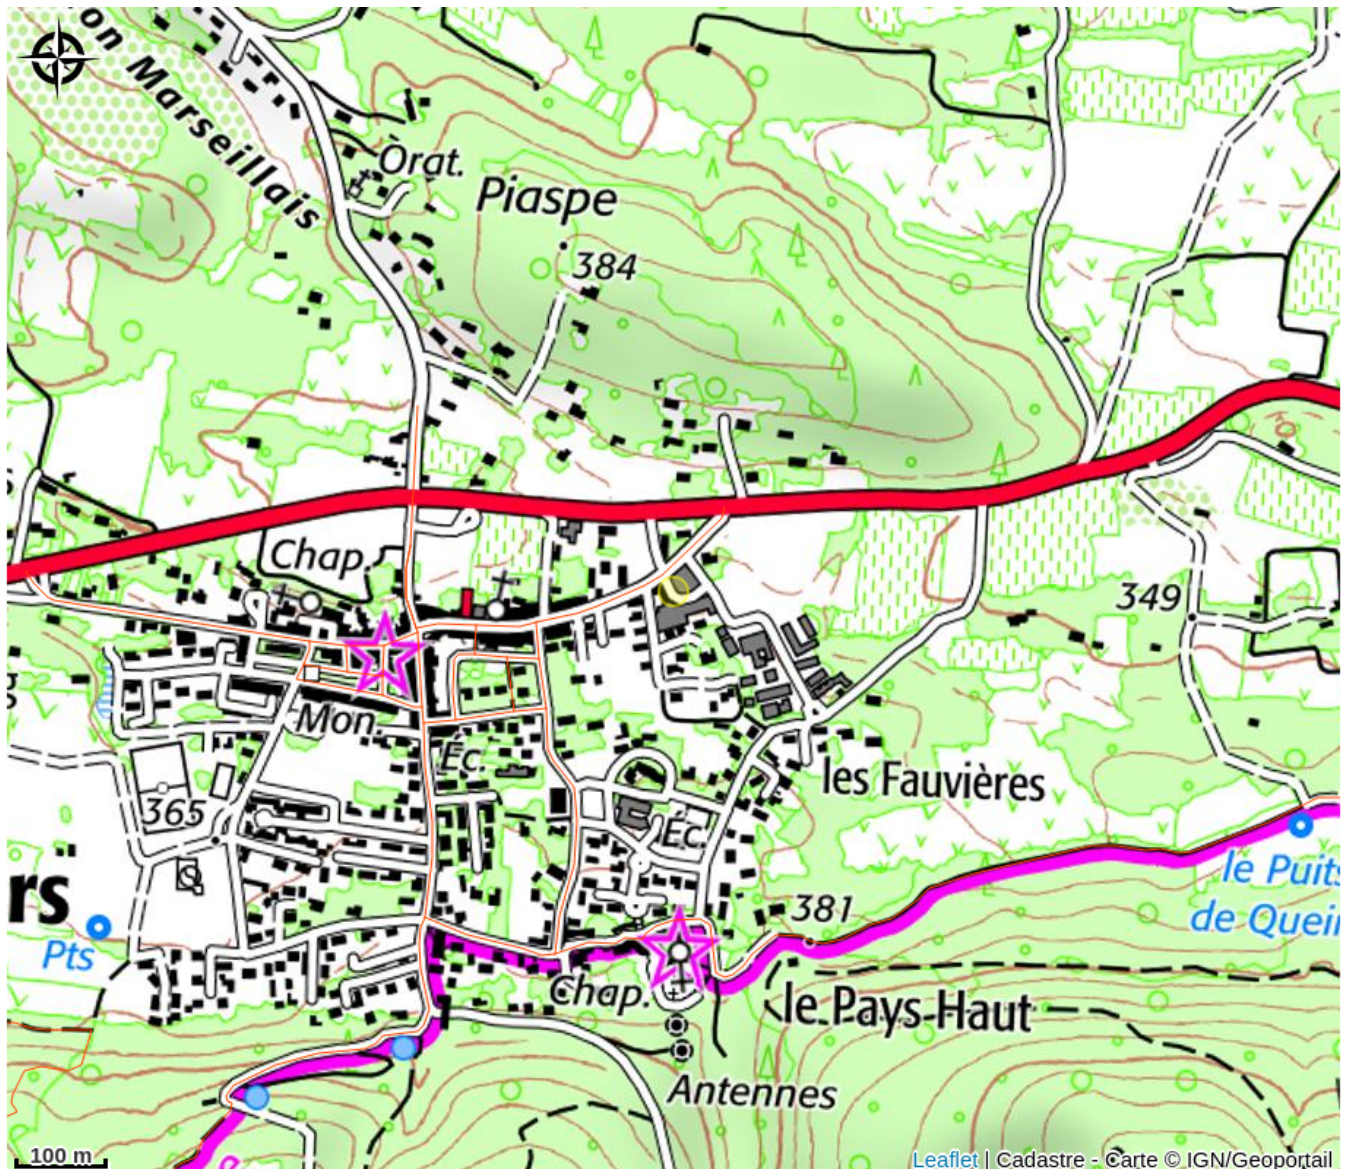 on Marseillais
Orat.
Piaspe
384
Chap.
349
Mon.
Éc.
les Fauvières
365
Éc.
rs
381
le Puits
de Queir
Pts
Chap.
le Pays Haut
Antennes
100 m
Leaflet | Cadastre - Carte © IGN/Geoportail